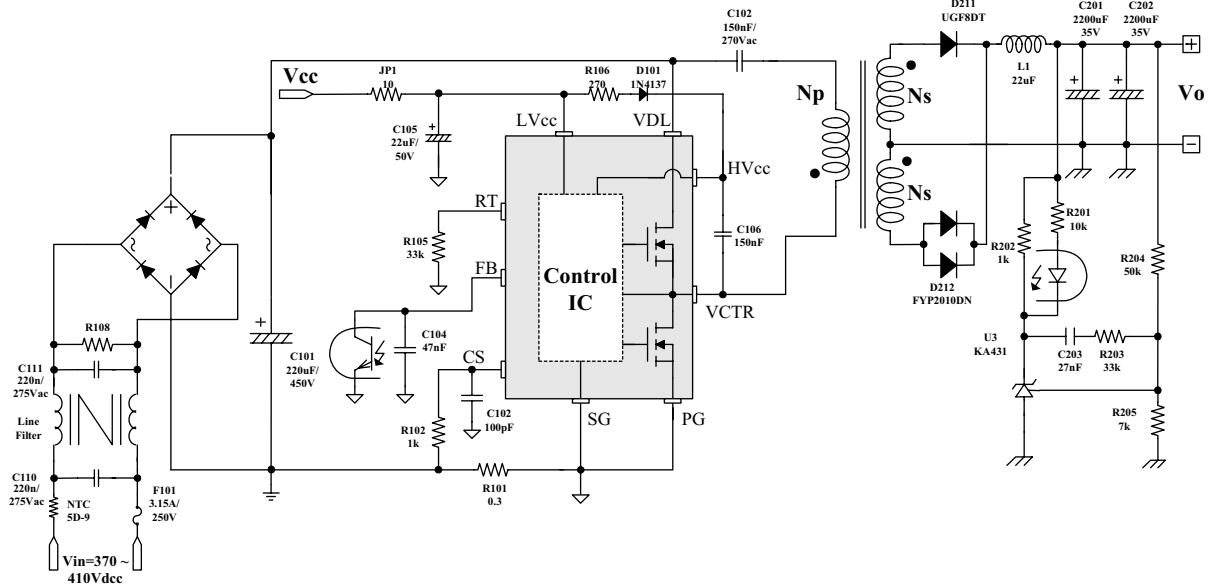 C102
150nF/
270Vac
D211
UGF8DT
C201
2200uF
35V
C202
2200uF
35V
+
L1
22uF
Vo
-
Vcc
JP1
10
R106
270
D101
1N4137
Np
Ns
Ns
C105
22uF/
50V
LVcc
VDL
HVcc
RT
R105
33k
FB
Control
IC
C106
150nF
VCTR
D212
FYP2010DN
R202
1k
R201
10k
R204
50k
U3
KA431
C203
27nF
R203
33k
R205
7k
+
−
R108
C111
220n/
275Vac
Line
Filter
C110
220n/
275Vac
NTC
5D-9
F101
3.15A/
250V
Vin=370 ~
410Vdcc
C101
220uF/
450V
C104
47nF
CS
C102
100pF
R102
1k
SG
PG
R101
0.3